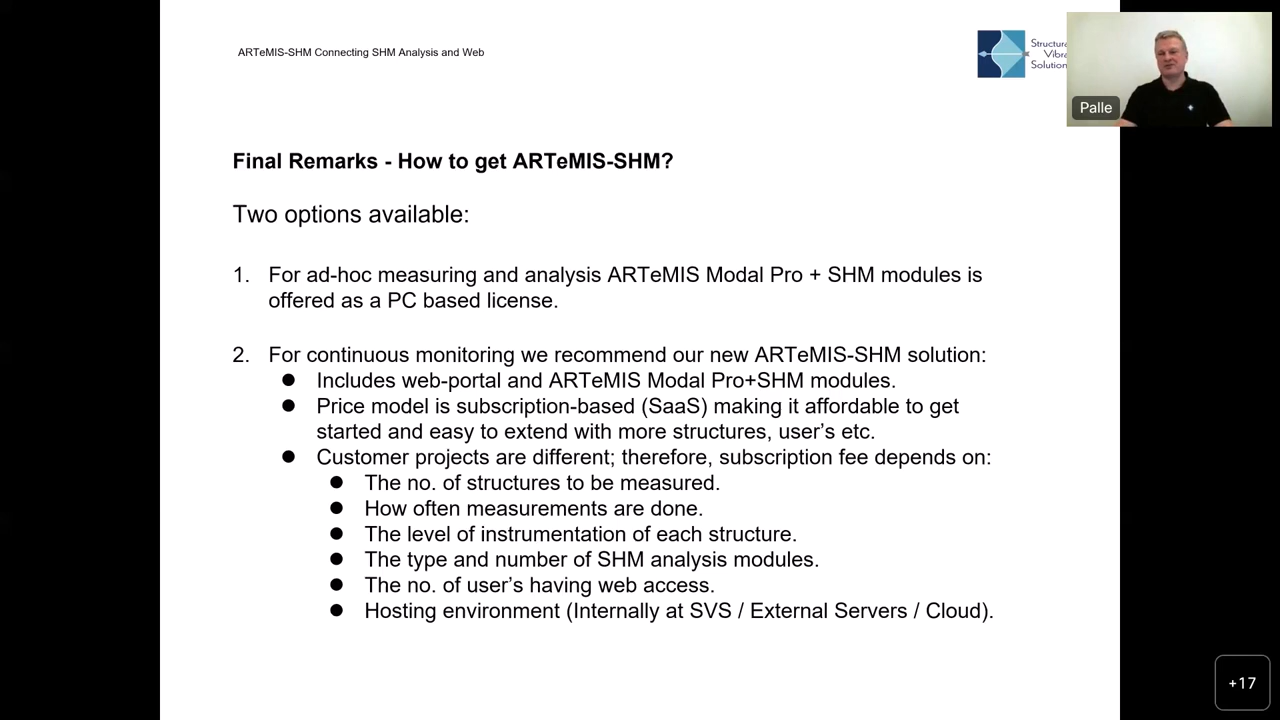 ARTeMIS-SHM Connecting SHM Analysis and Web
Structura
Vibra
Solution
Palle
Final Remarks - How to get ARTeMIS-SHM?
Two options available:
1. For ad-hoc measuring and analysis ARTeMIS Modal Pro + SHM modules is
offered as a PC based license.
2. For continuous monitoring we recommend our new ARTeMIS-SHM solution:
● Includes web-portal and ARTeMIS Modal Pro+SHM modules.
● Price model is subscription-based (SaaS) making it affordable to get
started and easy to extend with more structures, user's etc.
● Customer projects are different; therefore, subscription fee depends on:
● The no. of structures to be measured.
● How often measurements are done.
● The level of instrumentation of each structure.
● The type and number of SHM analysis modules.
● The no. of user's having web access.
● Hosting environment (Internally at SVS / External Servers / Cloud).
+17